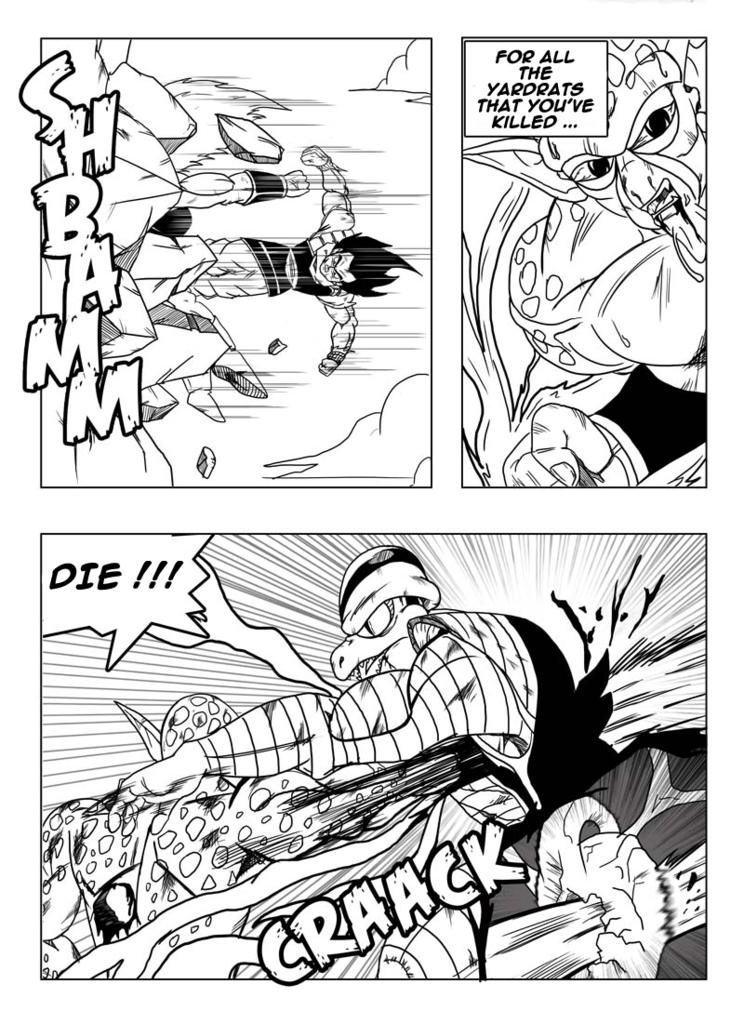 SHBAMM
FOR ALL
THE
YARDRATS
THAT YOU'VE
KILLED ...
DIE !!!
CRAACK